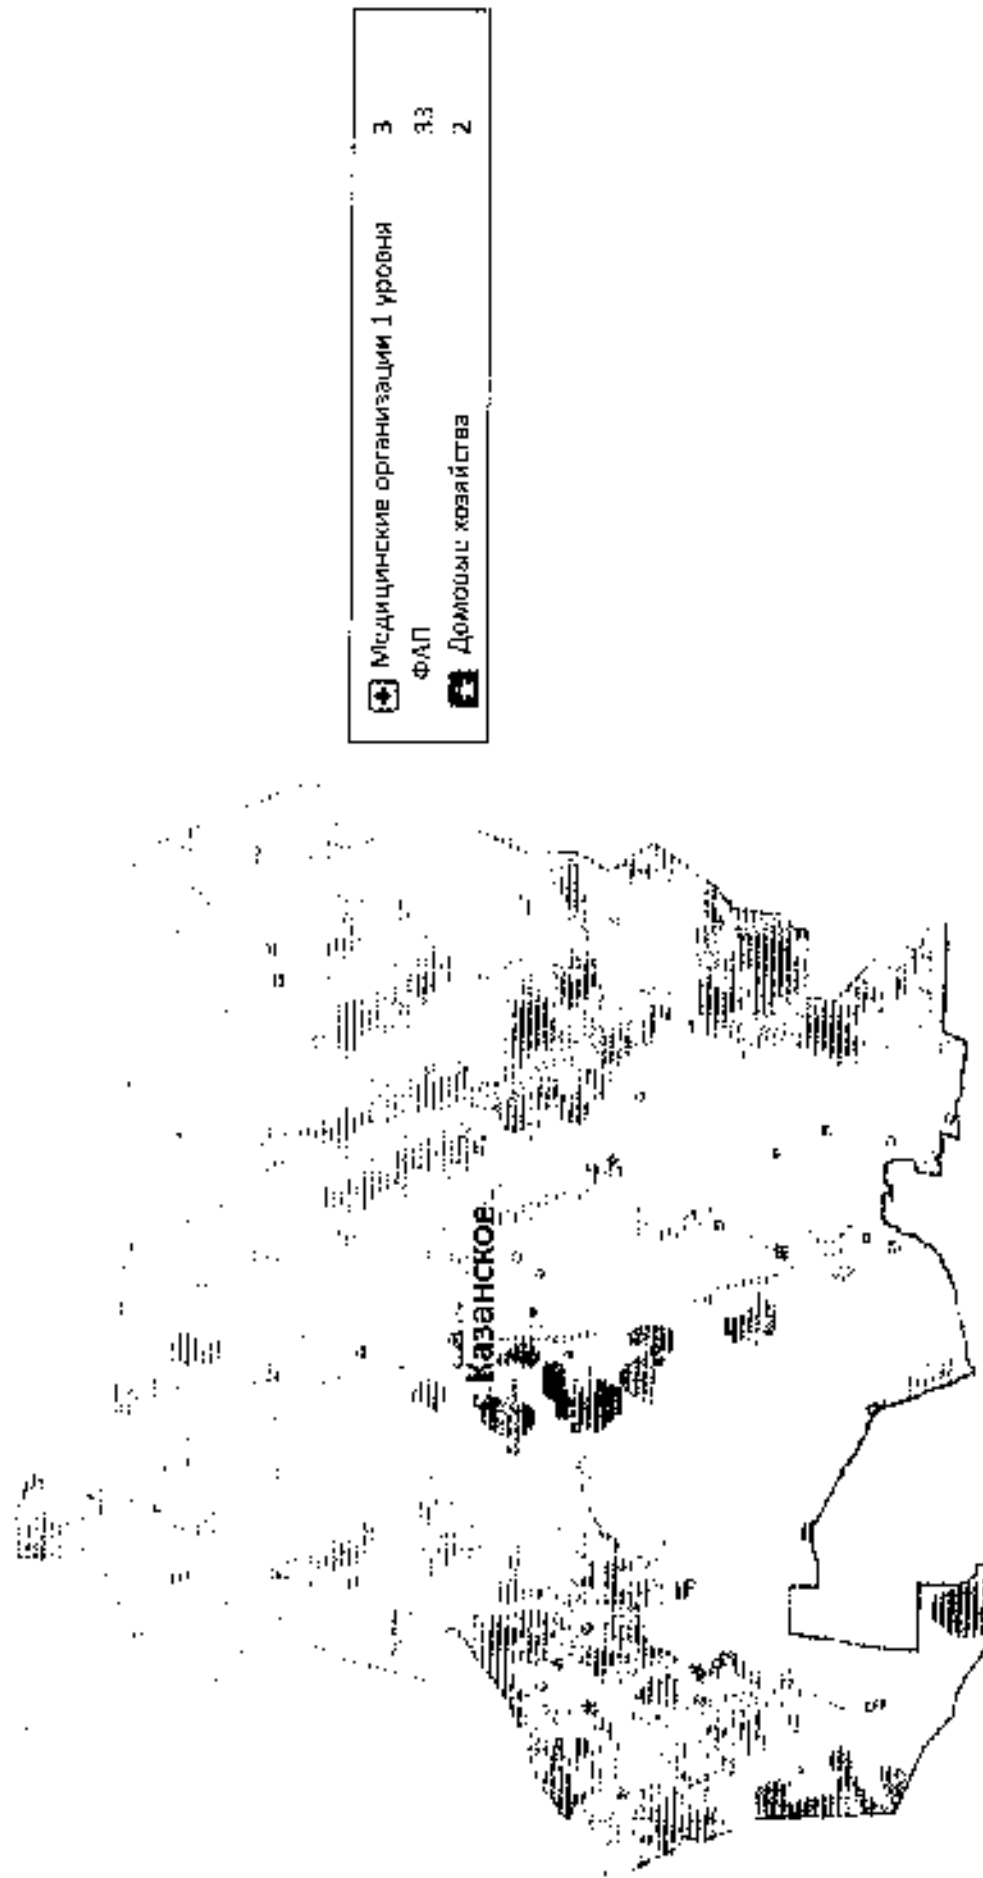 Медицинские организации 1 уровня 3
ФАП 33
Домовые хозяйства 2
Казанское